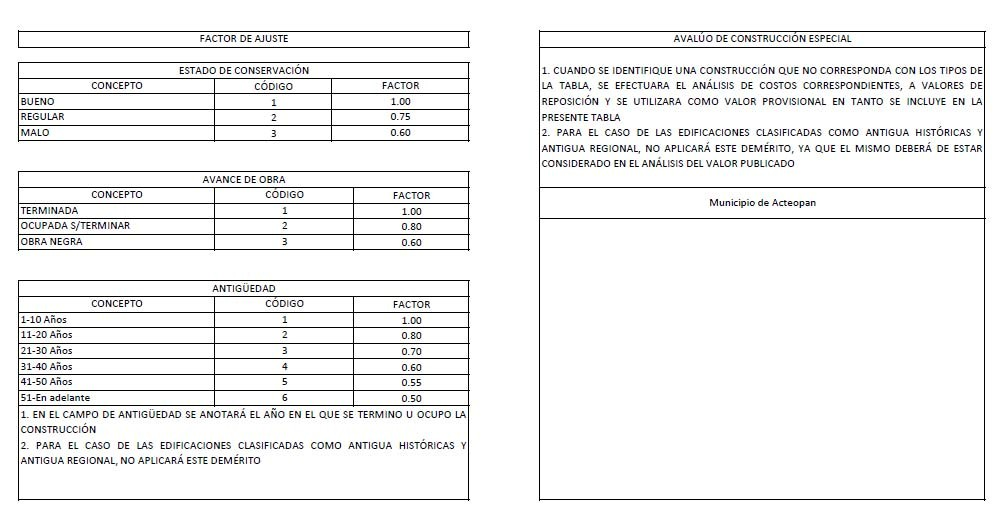 FACTOR DE AJUSTE
ESTADO DE CONSERVACIÓN
CONCEPTO CÓDIGO FACTOR
BUENO 1 1.00
REGULAR 2 0.75
MALO 3 0.60
AVANCE DE OBRA
CONCEPTO CÓDIGO FACTOR
TERMINADA 1 1.00
OCUPADA S/TERMINAR 2 0.80
OBRA NEGRA 3 0.60
ANTIGÜEDAD
CONCEPTO CÓDIGO FACTOR
1-10 Años 1 1.00
11-20 Años 2 0.80
21-30 Años 3 0.70
31-40 Años 4 0.60
41-50 Años 5 0.55
51-En adelante 6 0.50
1. EN EL CAMPO DE ANTIGÜEDAD SE ANOTARÁ EL AÑO EN EL QUE SE TERMINO U OCUPO LA
CONSTRUCCIÓN
2. PARA EL CASO DE LAS EDIFICACIONES CLASIFICADAS COMO ANTIGUA HISTÓRICAS Y
ANTIGUA REGIONAL, NO APLICARÁ ESTE DEMÉRITO
AVALÚO DE CONSTRUCCIÓN ESPECIAL
1. CUANDO SE IDENTIFIQUE UNA CONSTRUCCIÓN QUE NO CORRESPONDA CON LOS TIPOS DE
LA TABLA, SE EFECTUARA EL ANÁLISIS DE COSTOS CORRESPONDIENTES, A VALORES DE
REPOSICIÓN Y SE UTILIZARA COMO VALOR PROVISIONAL EN TANTO SE INCLUYE EN LA
PRESENTE TABLA
2. PARA EL CASO DE LAS EDIFICACIONES CLASIFICADAS COMO ANTIGUA HISTÓRICAS Y
ANTIGUA REGIONAL, NO APLICARÁ ESTE DEMÉRITO, YA QUE EL MISMO DEBERÁ DE ESTAR
CONSIDERADO EN EL ANÁLISIS DEL VALOR PUBLICADO
Municipio de Acteopan